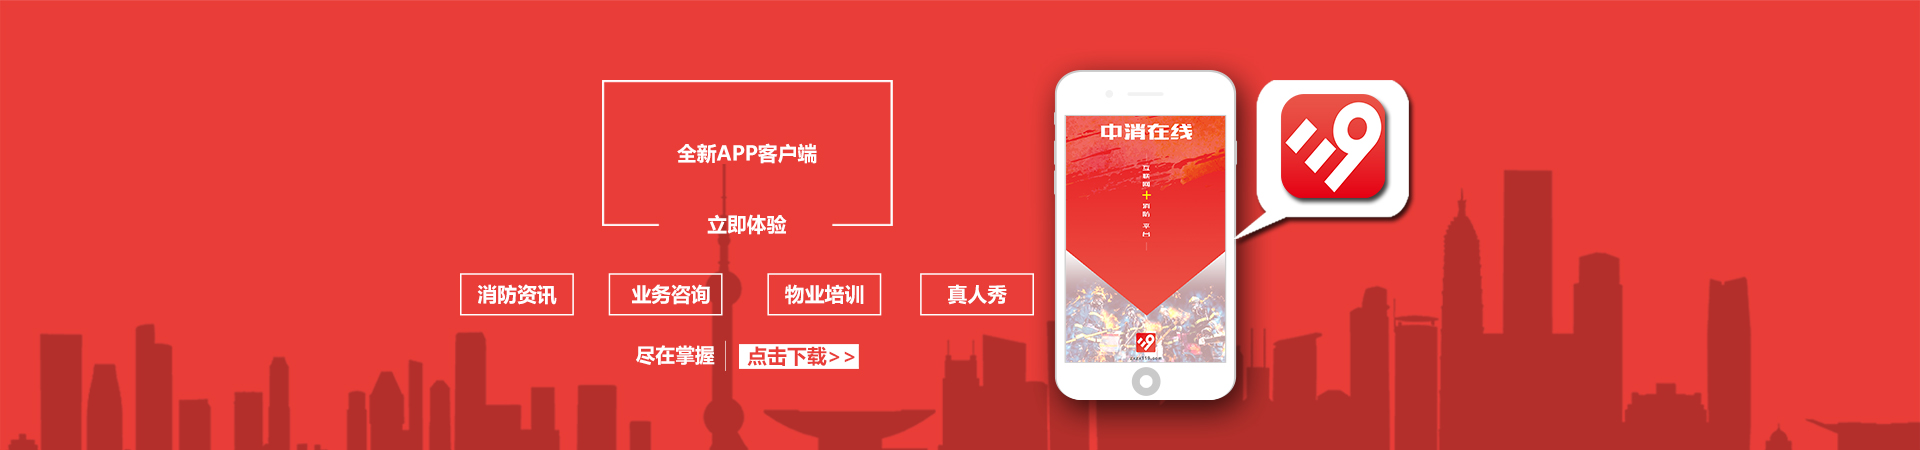 全新APP客户端
立即体验
消防资讯
业务咨询
物业培训
真人秀
尽在掌握
点击下载>>
中消在线
互联网+消防 平台
119